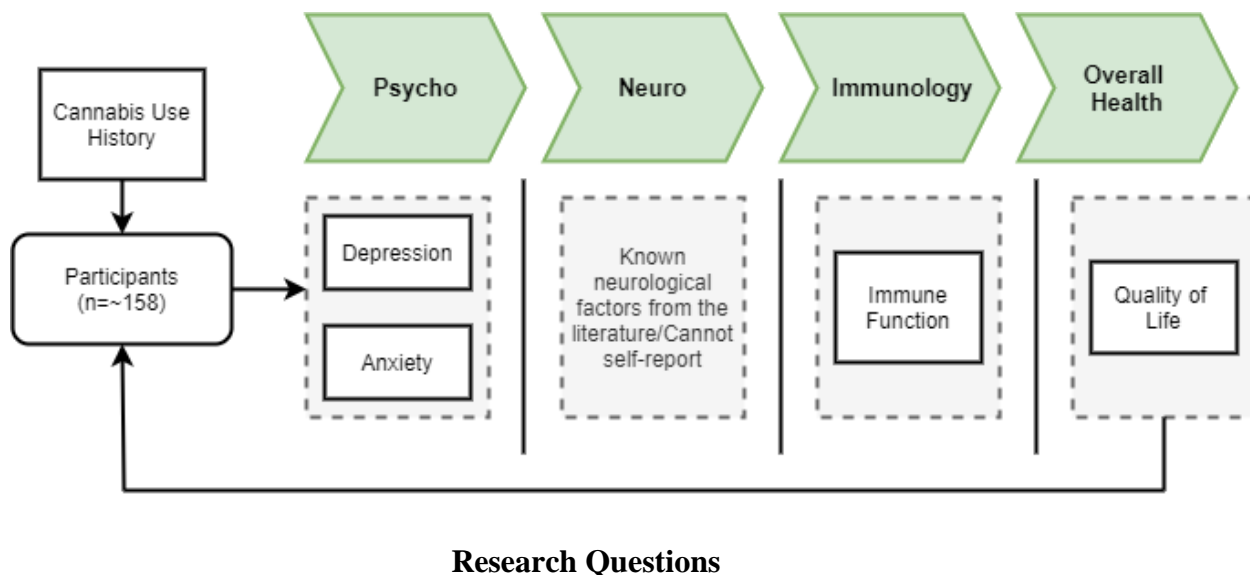 Psycho
Neuro
Immunology
Overall
Health
Cannabis Use
History
Participants
(n=~158)
Depression
Anxiety
Known
neurological
factors from the
literature/Cannot
self-report
Immune
Function
Quality of
Life
Research Questions